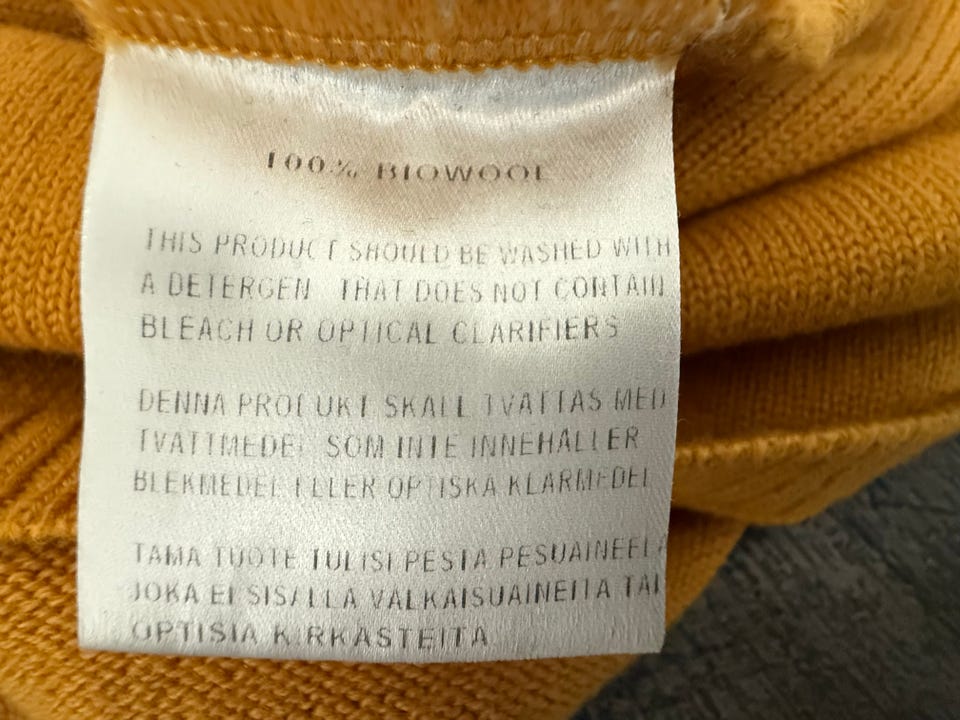 100% BIOWOOL
THIS PRODUCT SHOULD BE WASHED WITH
A DETERGEN THAT DOES NOT CONTAIN
BLEACH OR OPTICAL CLARIFIERS
DENNA PRODUKT SKALL TVATTAS MED
TVATTMEDEL SOM INTE INNEHALLER
BLEKMEDEL ELLER OPTISKA KLARMEDEL
TAMA TUOTE TULISI PESTA PESUAINEELLA
JOKA EI SISALLA VALKAISUAINEITA TAI
OPTISIA KIRKASTEITA